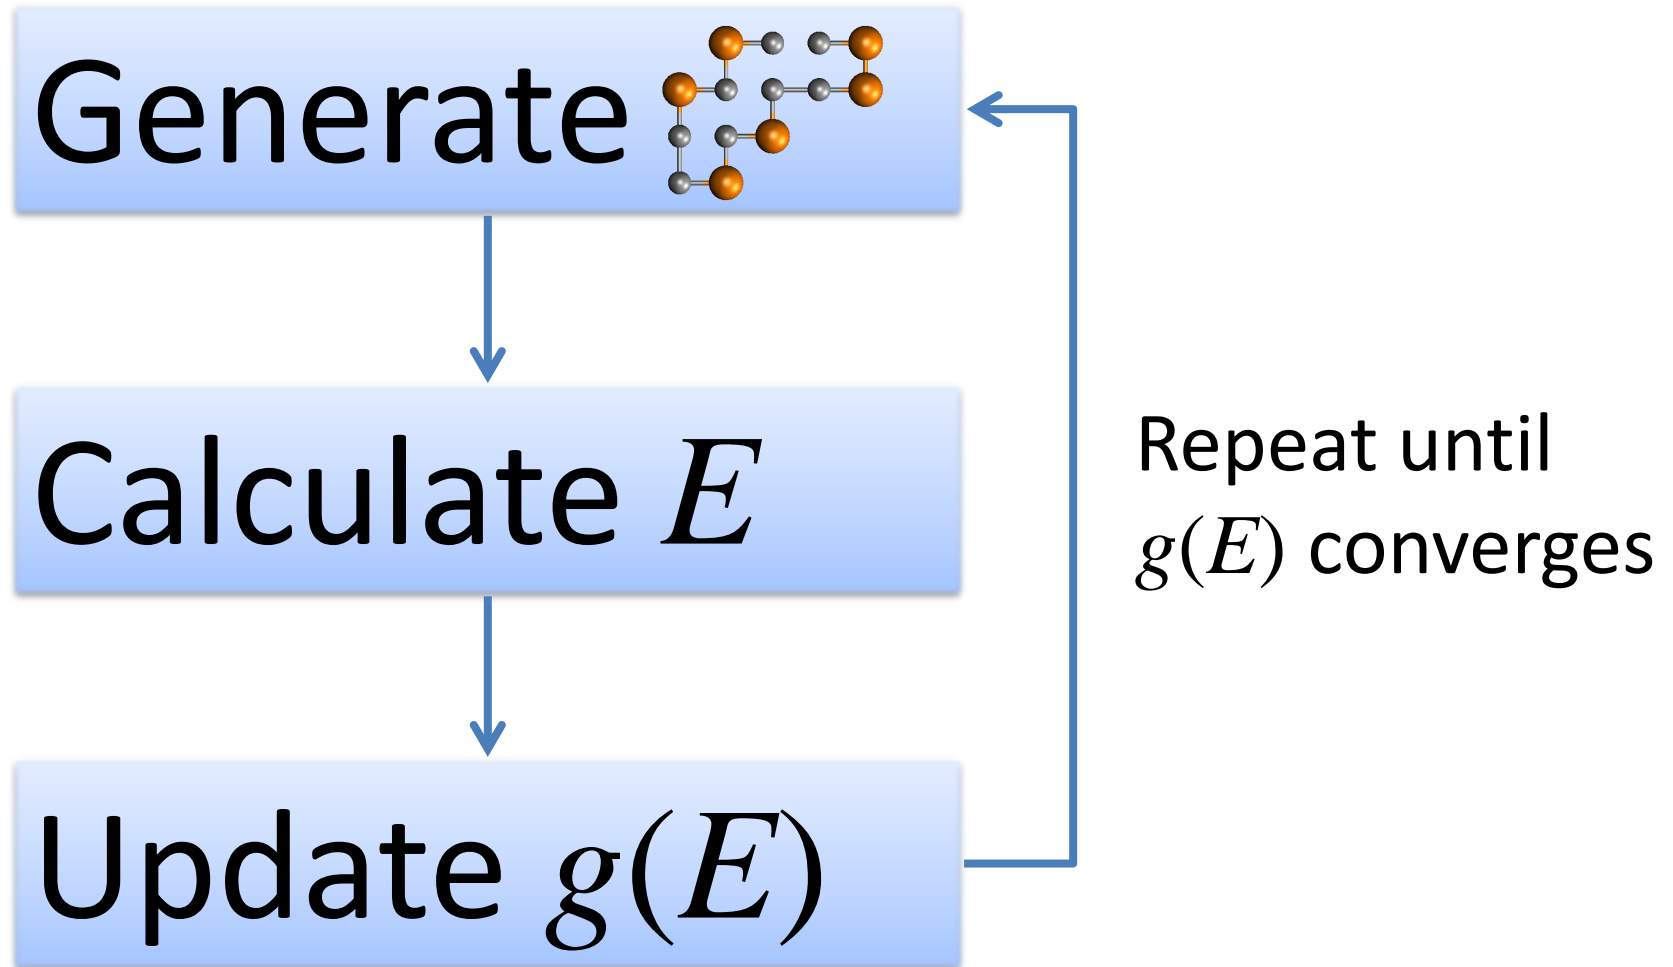 Generate
Calculate E
Repeat until
g(E) converges
Update g(E)